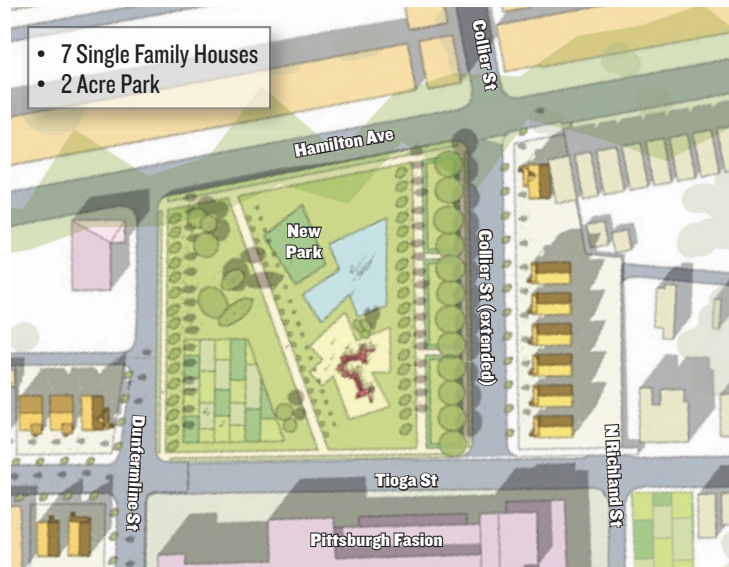 • 7 Single Family Houses
• 2 Acre Park
Collier St
Hamilton Ave
New
Park
Collier St (extended)
Dunfermline St
N Richland St
Tioga St
Pittsburgh Fasion